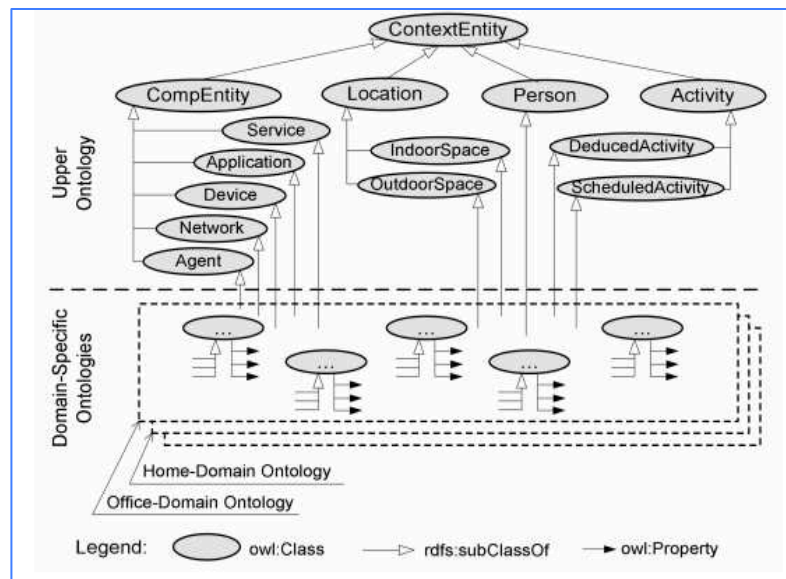 ContextEntity
CompEntity
Location
Person
Activity
Service
IndoorSpace
DeducedActivity
Application
OutdoorSpace
ScheduledActivity
Device
Network
Agent
Upper
Ontology
...
...
...
...
...
Domain-Specific
Ontologies
Home-Domain Ontology
Office-Domain Ontology
Legend: owl:Class rdfs:subClassOf owl:Property